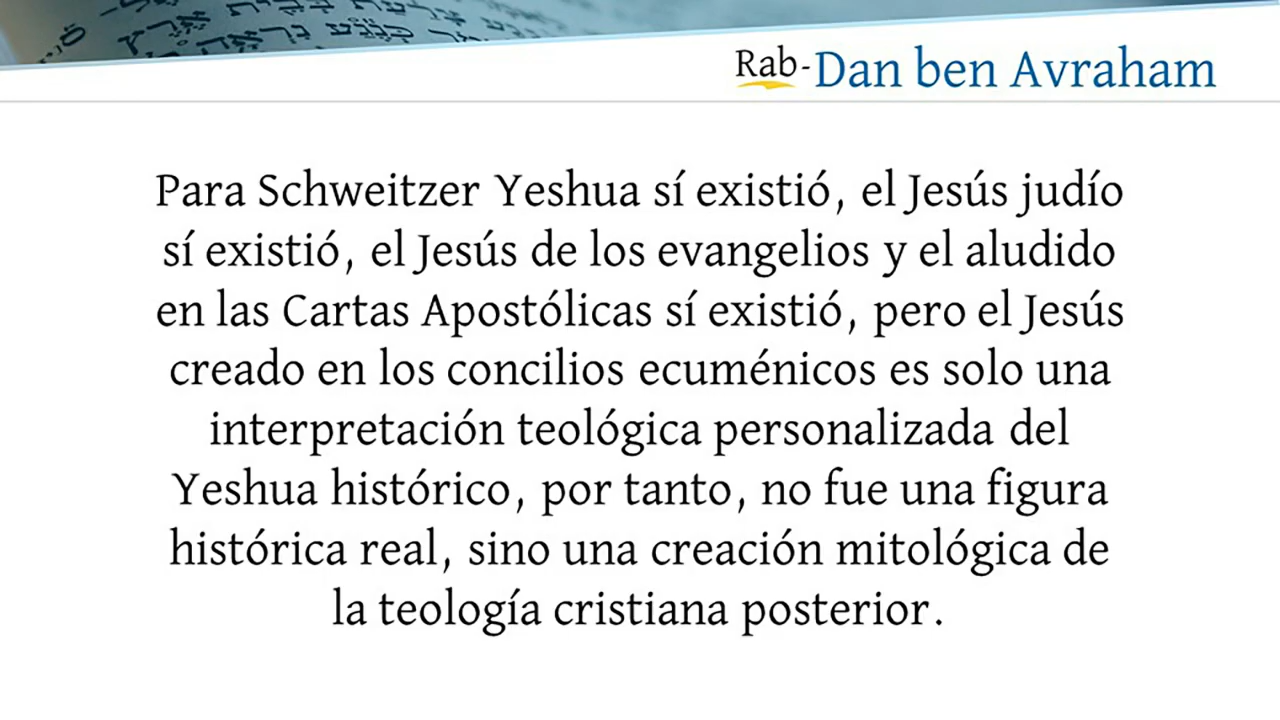 Rab-Dan ben Avraham
Para Schweitzer Yeshua sí existió, el Jesús judío
sí existió, el Jesús de los evangelios y el aludido
en las Cartas Apostólicas sí existió, pero el Jesús
creado en los concilios ecuménicos es solo una
interpretación teológica personalizada del
Yeshua histórico, por tanto, no fue una figura
histórica real, sino una creación mitológica de
la teología cristiana posterior.